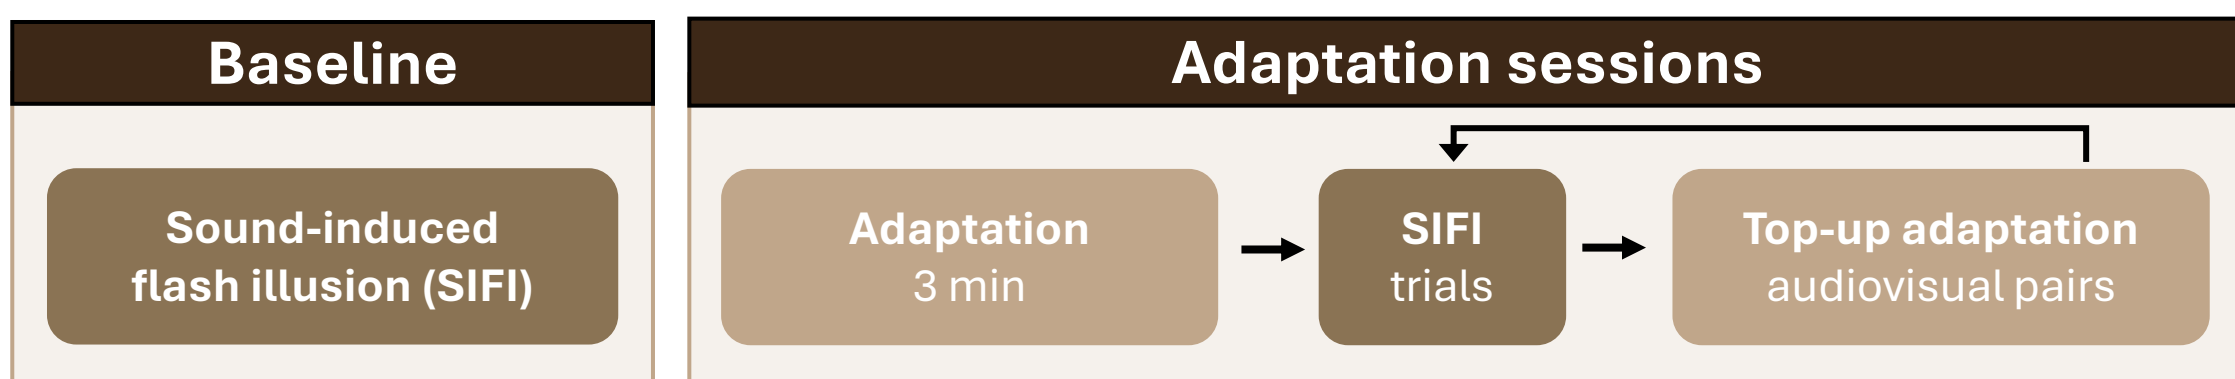 Baseline
Sound-induced
flash illusion (SIFI)
Adaptation sessions
Adaptation
3 min
SIFI
trials
Top-up adaptation
audiovisual pairs